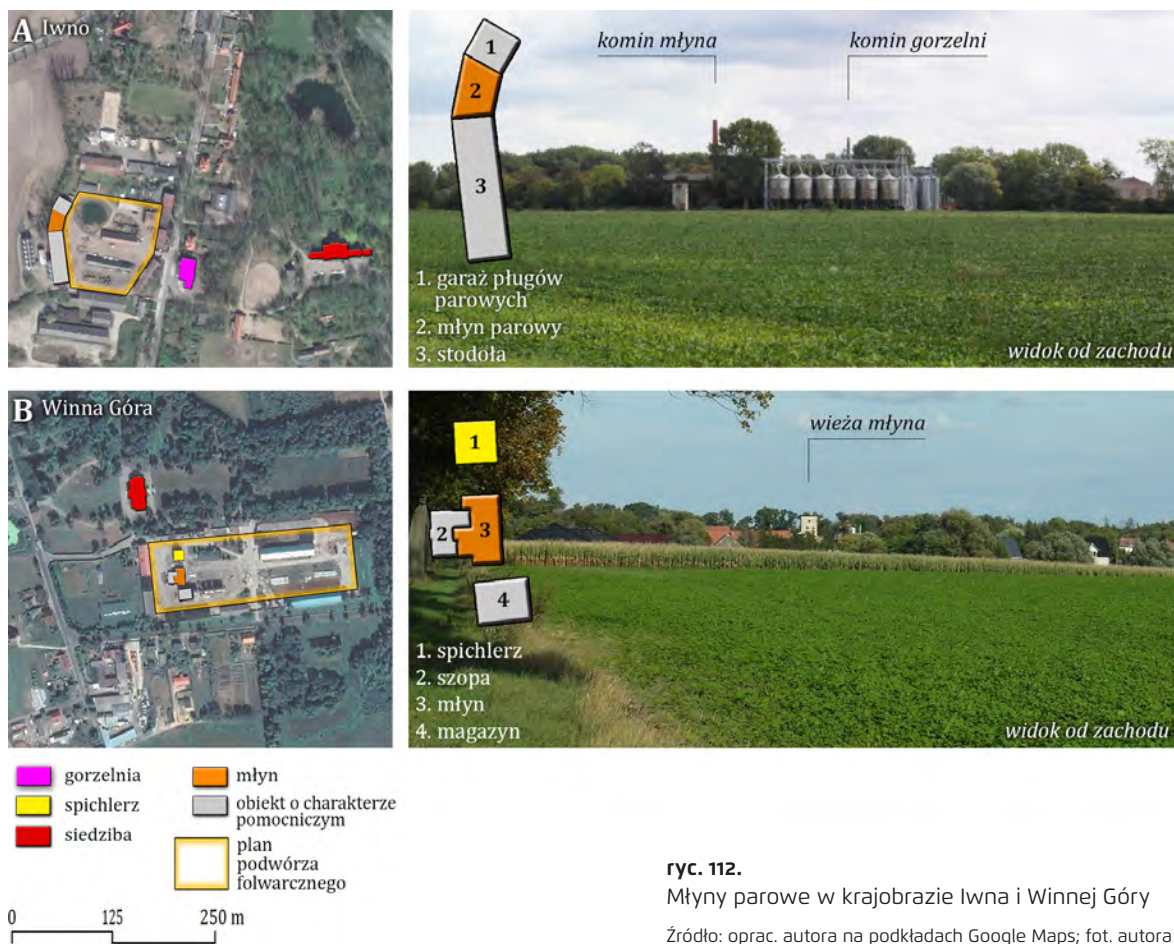 A Iwno
1
2
3
1. garaż pługów
parowych
2. młyn parowy
3. stodoła
komin młyna
komin gorzelni
widok od zachodu
B Winna Góra
1
2
3
4
1. spichlerz
2. szopa
3. młyn
4. magazyn
wieża młyna
widok od zachodu
gorzelnia
spichlerz
siedziba
młyn
obiekt o charakterze
pomocniczym
plan
podwórza
folwarcznego
0 125 250 m
ryc. 112.
Młyny parowe w krajobrazie Iwna i Winnej Góry
Źródło: oprac. autora na podkładach Google Maps; fot. autora